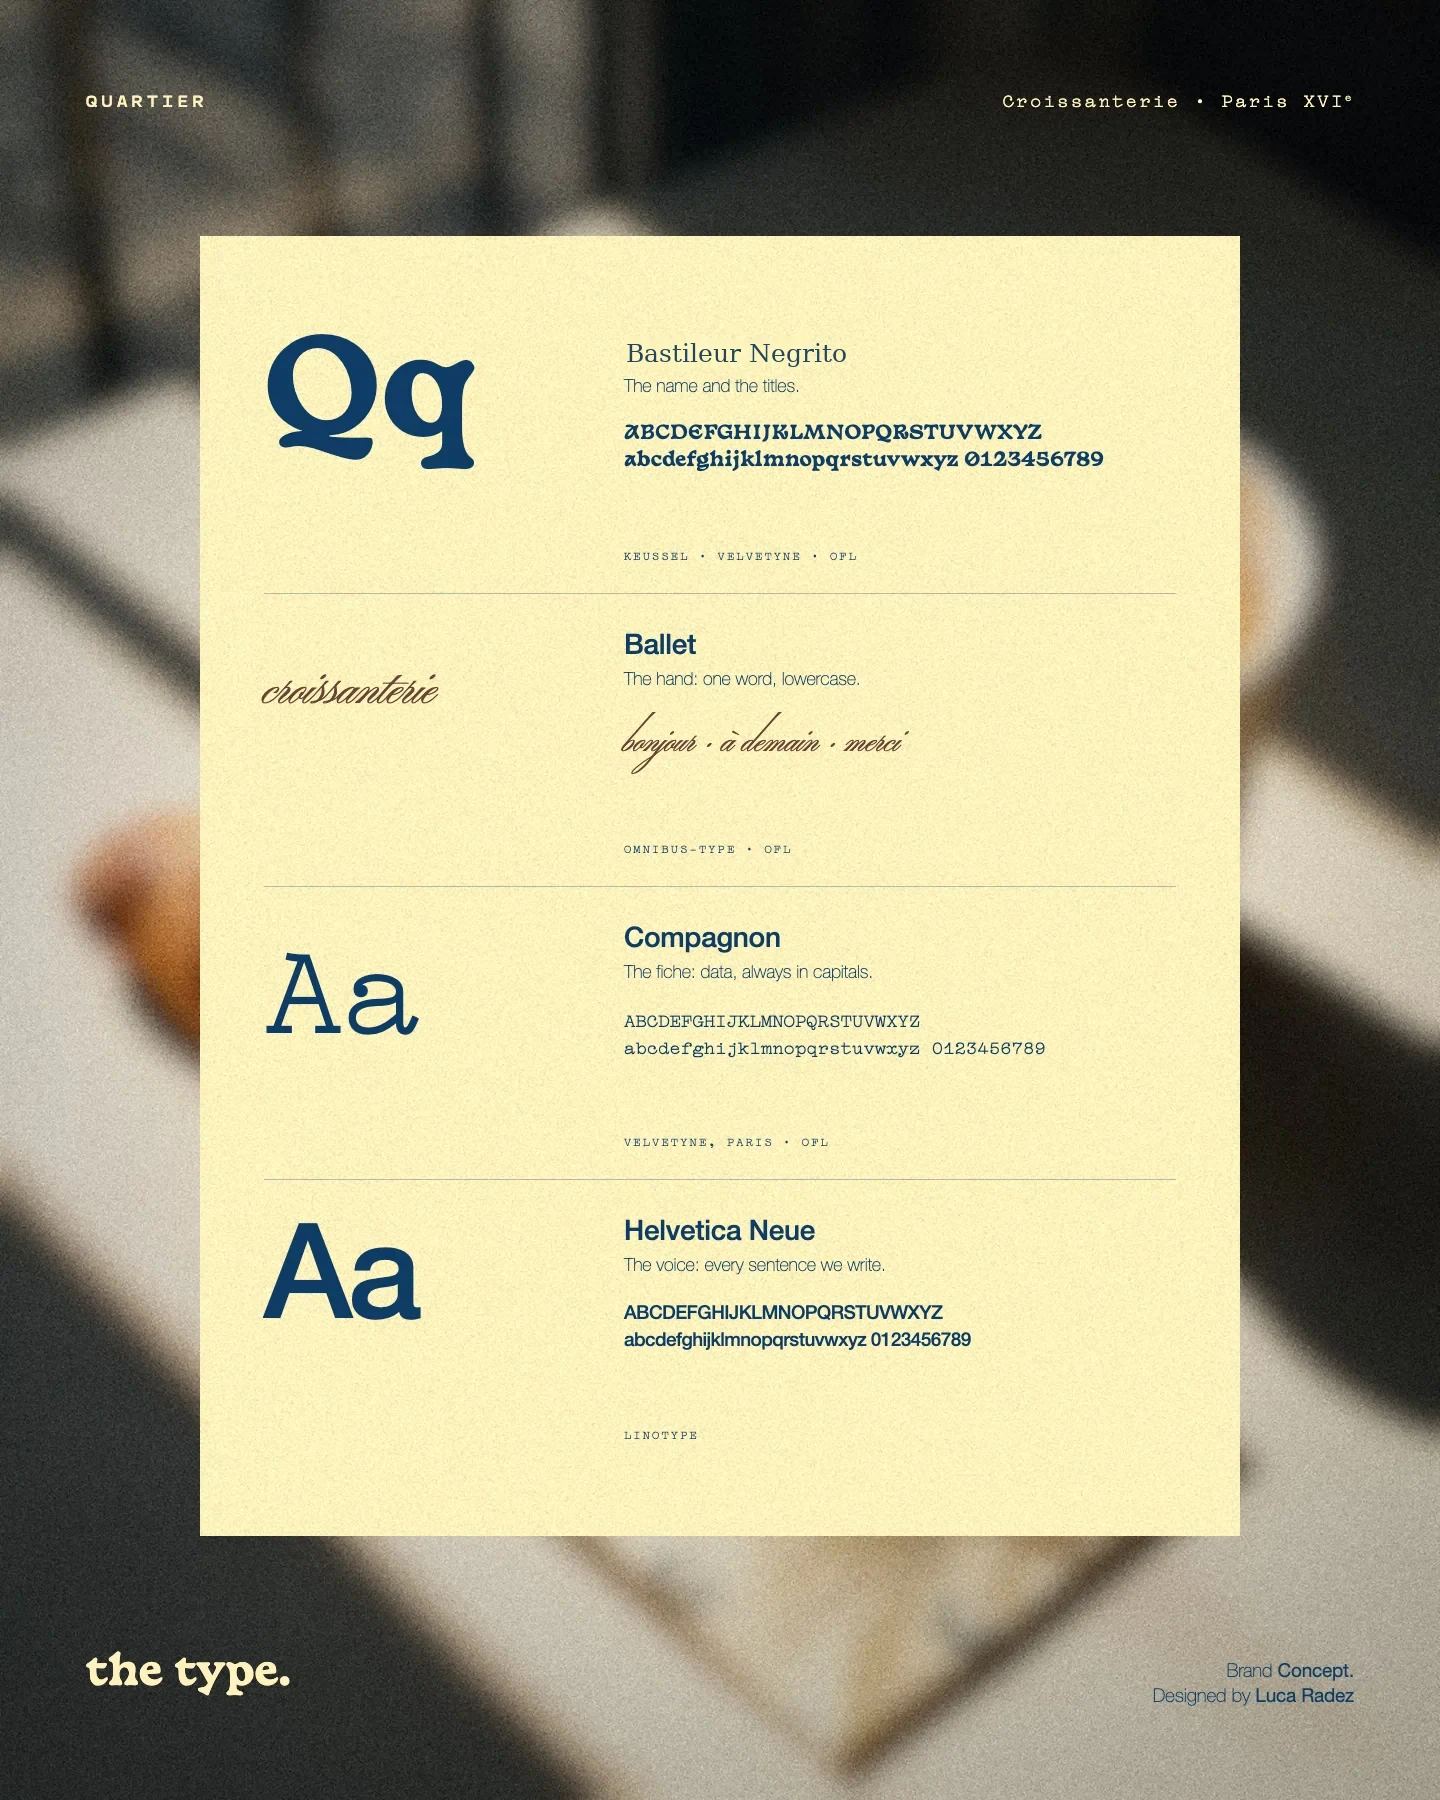 QUARTIER
Croissanterie • Paris XVIᵉ
Qq
Bastileur Negrito
The name and the titles.
ABCDEFGHIJKLMNOPQRSTUVWXYZ
abcdefghijklmnopqrstuvwxyz 0123456789
KEUSSEL • VELVETYNE • OFL
croissanterie
Ballet
The hand: one word, lowercase.
bonjour · à demain · merci
OMNIBUS-TYPE • OFL
Aa
Compagnon
The fiche: data, always in capitals.
ABCDEFGHIJKLMNOPQRSTUVWXYZ
abcdefghijklmnopqrstuvwxyz 0123456789
VELVETYNE, PARIS • OFL
Aa
Helvetica Neue
The voice: every sentence we write.
ABCDEFGHIJKLMNOPQRSTUVWXYZ
abcdefghijklmnopqrstuvwxyz 0123456789
LINOTYPE
the type.
Brand Concept.
Designed by Luca Radez